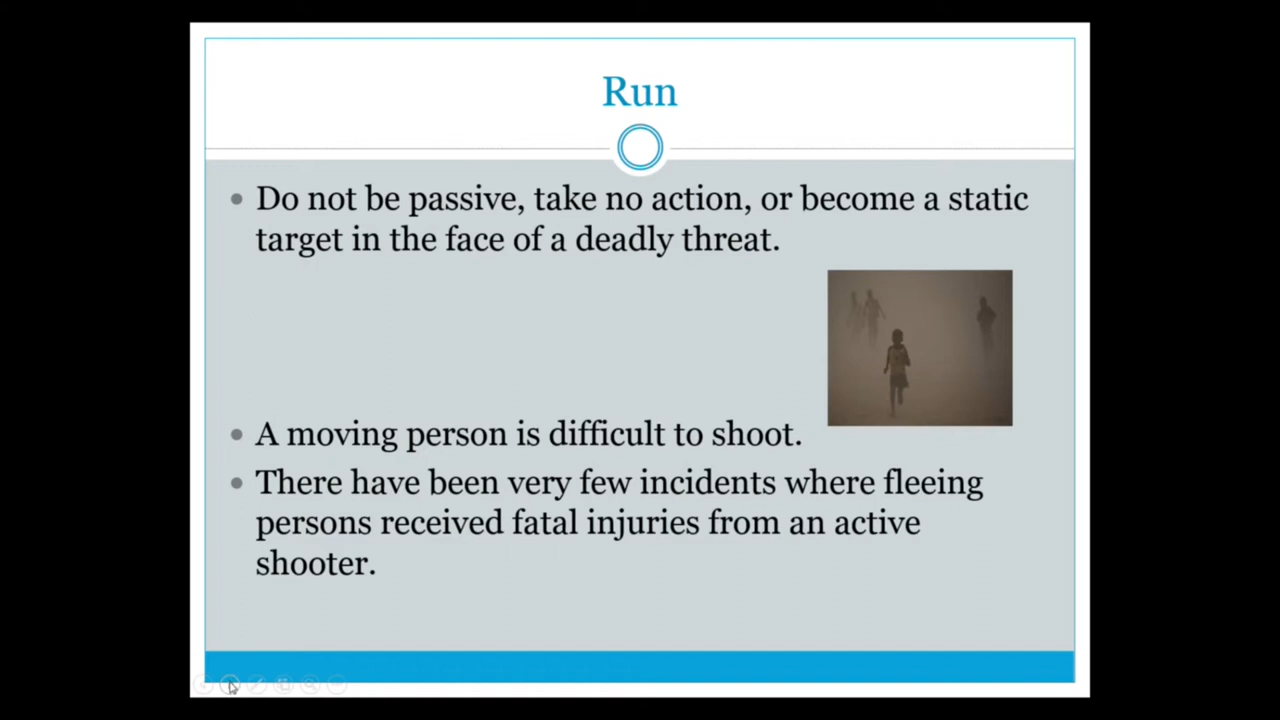 Run
Do not be passive, take no action, or become a static
target in the face of a deadly threat.
A moving person is difficult to shoot.
There have been very few incidents where fleeing
persons received fatal injuries from an active
shooter.